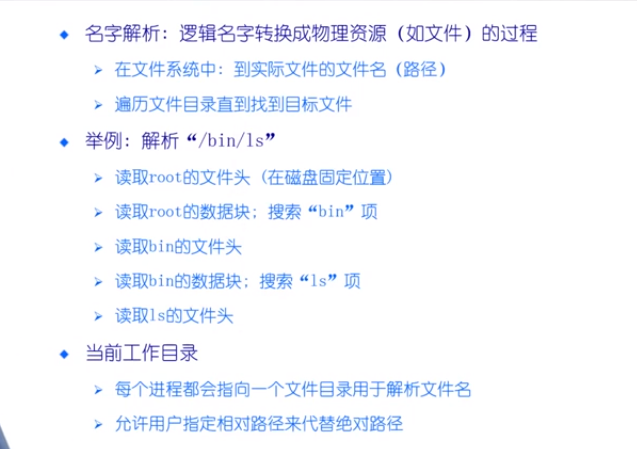 名字解析：逻辑名字转换成物理资源（如文件）的过程
在文件系统中：到实际文件的文件名（路径）
遍历文件目录直到找到目标文件
举例：解析“/bin/ls”
读取root的文件头（在磁盘固定位置）
读取root的数据块；搜索“bin”项
读取bin的文件头
读取bin的数据块；搜索“ls”项
读取ls的文件头
当前工作目录
每个进程都会指向一个文件目录用于解析文件名
允许用户指定相对路径来代替绝对路径